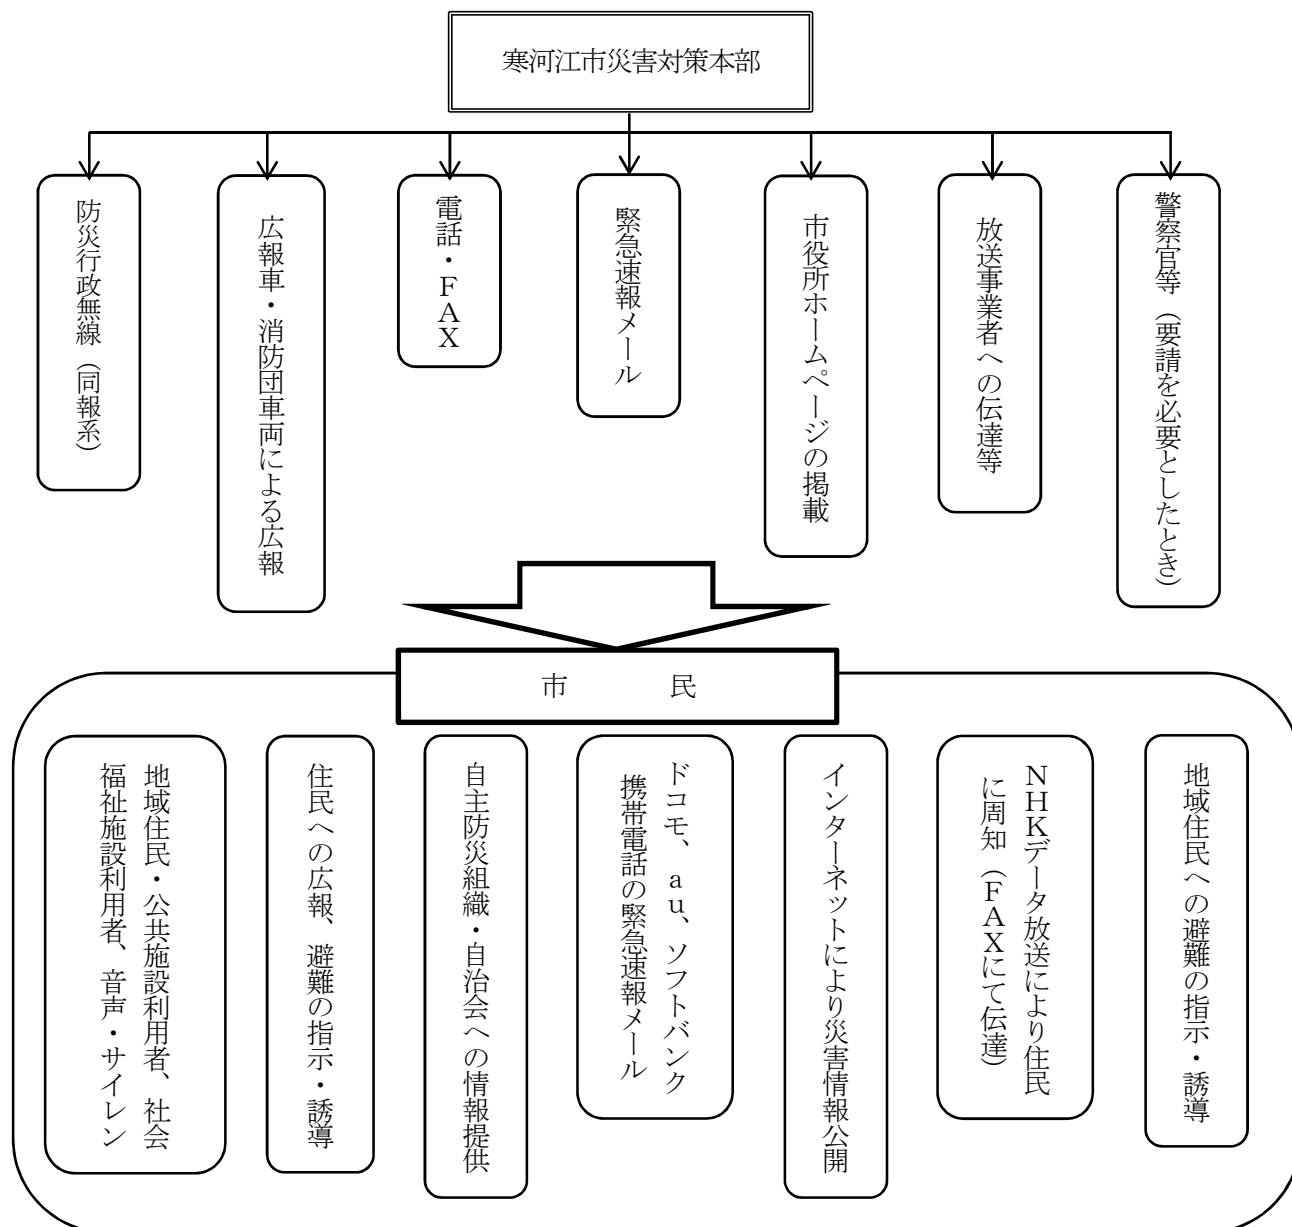 寒河江市災害対策本部
防災行政無線（同報系）
広報車・消防団車両による広報
電話・ＦＡＸ
緊急速報メール
市役所ホームページの掲載
放送事業者への伝達等
警察官等（要請を必要としたとき）
市　民
地域住民・公共施設利用者、社会
福祉施設利用者、音声・サイレン
住民への広報、避難の指示・誘導
自主防災組織・自治会への情報提供
ドコモ、ａｕ、ソフトバンク
携帯電話の緊急速報メール
インターネットにより災害情報公開
ＮＨＫデータ放送により住民
に周知（ＦＡＸにて伝達）
地域住民への避難の指示・誘導